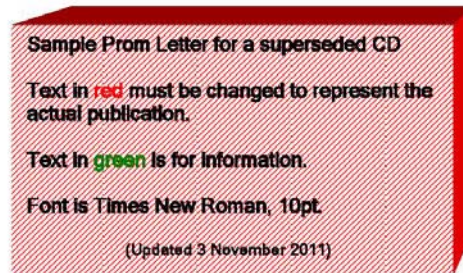 Sample Prom Letter for a superseded CD
Text in red must be changed to represent the
actual publication.
Text in green is for information.
Font is Times New Roman, 10pt.
(Updated 3 November 2011)